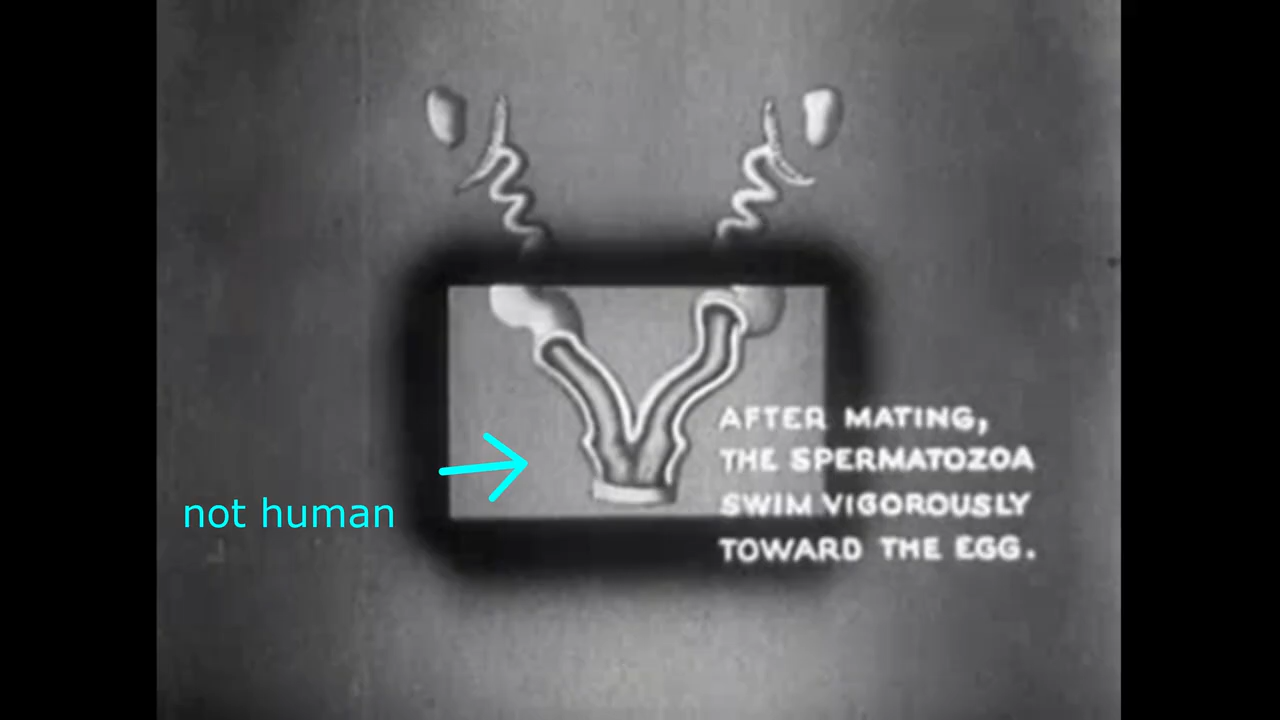 AFTER MATING,
THE SPERMATOZOA
SWIM VIGOROUSLY
TOWARD THE EGG.
not human